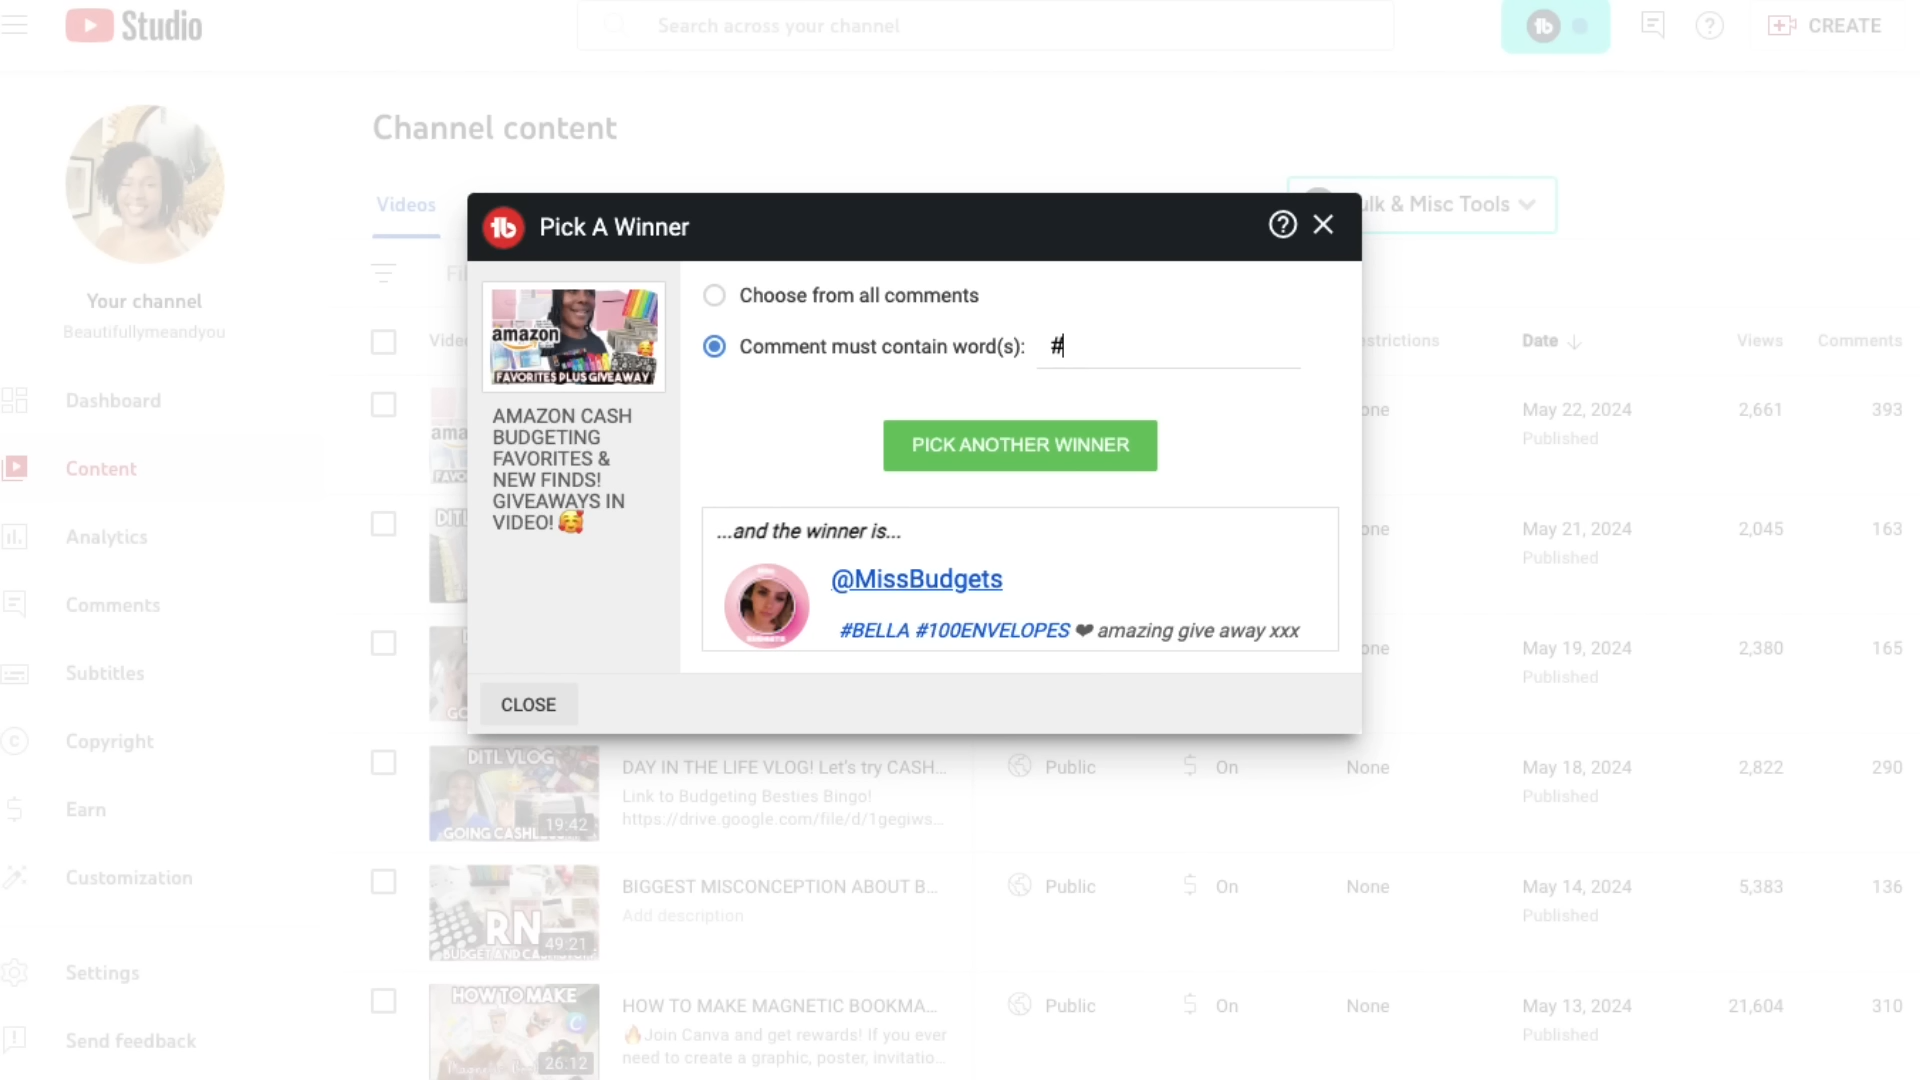 Studio
Search across your channel
CREATE
Channel content
Videos
ulk & Misc Tools
Your channel
Beautifullymeandyou
Dashboard
Content
Analytics
Comments
Subtitles
Copyright
Earn
Customization
Settings
Send feedback
Pick A Winner
amazon
FAVORITES PLUS GIVEAWAY
AMAZON CASH
BUDGETING
FAVORITES &
NEW FINDS!
GIVEAWAYS IN
VIDEO! 🥰
Choose from all comments
Comment must contain word(s): #
PICK ANOTHER WINNER
...and the winner is...
@MissBudgets
#BELLA #100ENVELOPES ❤ amazing give away xxx
CLOSE
Date Views Comments
May 22, 2024 2,661 393
Published
May 21, 2024 2,045 163
Published
May 19, 2024 2,380 165
Published
DITL VLOG
19:42
DAY IN THE LIFE VLOG! Let's try CASH... Public On None May 18, 2024 2,822 290
Link to Budgeting Besties Bingo! Published
https://drive.google.com/file/d/1gegiws...
RN
49:21
BIGGEST MISCONCEPTION ABOUT B... Public On None May 14, 2024 5,383 136
Add description Published
HOW TO MAKE
26:12
HOW TO MAKE MAGNETIC BOOKMA... Public On None May 13, 2024 21,604 310
🔥Join Canva and get rewards! If you ever Published
need to create a graphic, poster, invitatio...